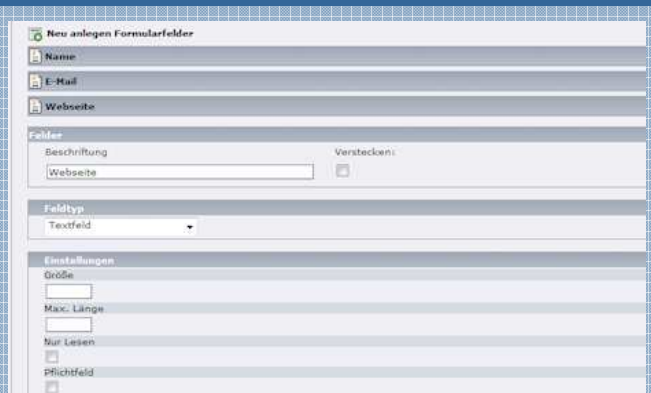 Neu anlegen Formularfelder
Name
E-Mail
Webseite
Felder
Beschriftung Verstecken:
Webseite
Feldtyp
Textfeld
Einstellungen
Größe
Max. Länge
Nur Lesen
Pflichtfeld